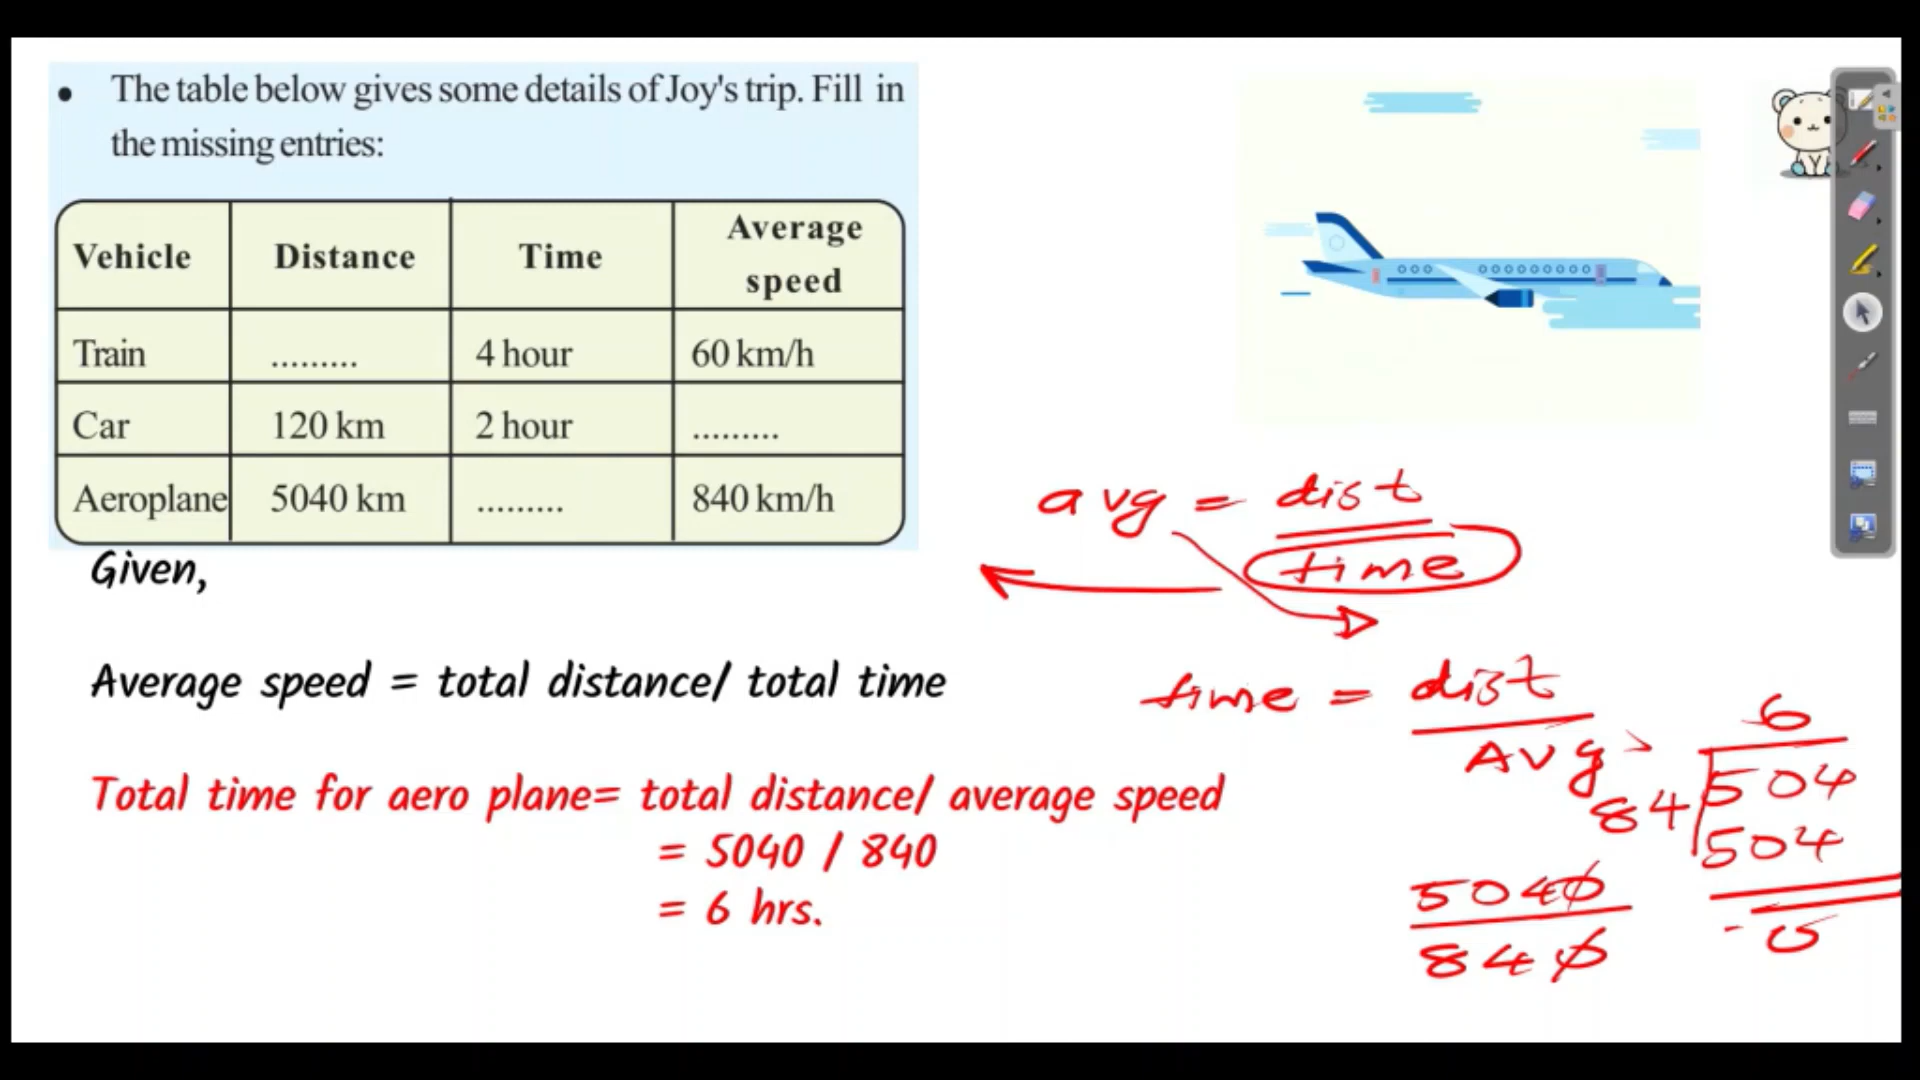 • The table below gives some details of Joy's trip. Fill in
the missing entries:
Vehicle Distance Time Average speed
Train ......... 4 hour 60 km/h
Car 120 km 2 hour .........
Aeroplane 5040 km ......... 840 km/h
Given,
Average speed = total distance/ total time
Total time for aero plane= total distance/ average speed
= 5040 / 840
= 6 hrs.
avg = dist
time
time = dist
Avg
6
84 504
504
0
5040
840